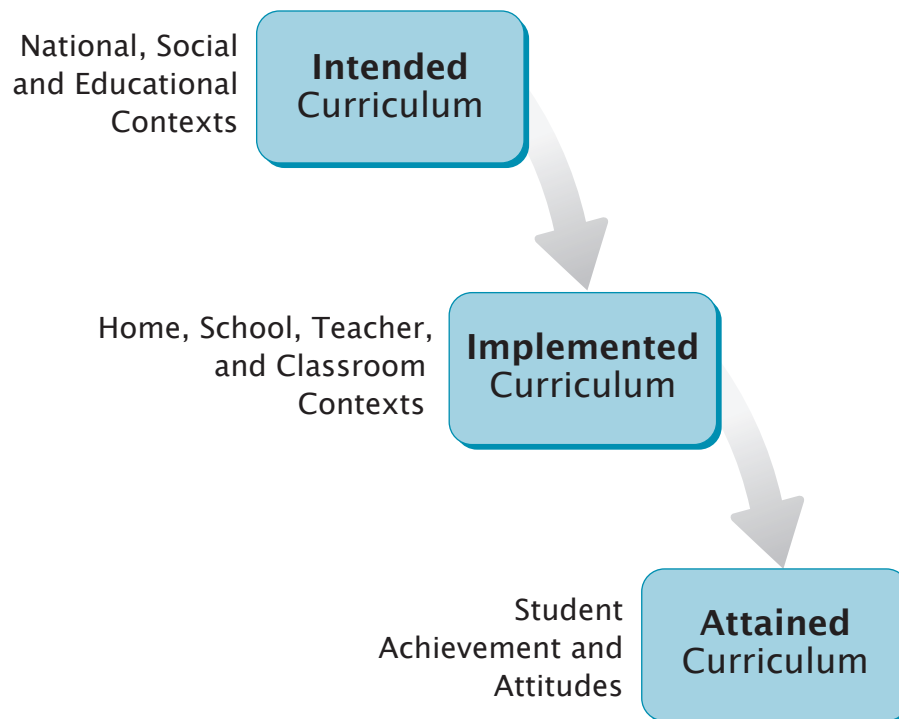 National, Social
and Educational
Contexts
Intended
Curriculum
Home, School, Teacher,
and Classroom
Contexts
Implemented
Curriculum
Student
Achievement and
Attitudes
Attained
Curriculum